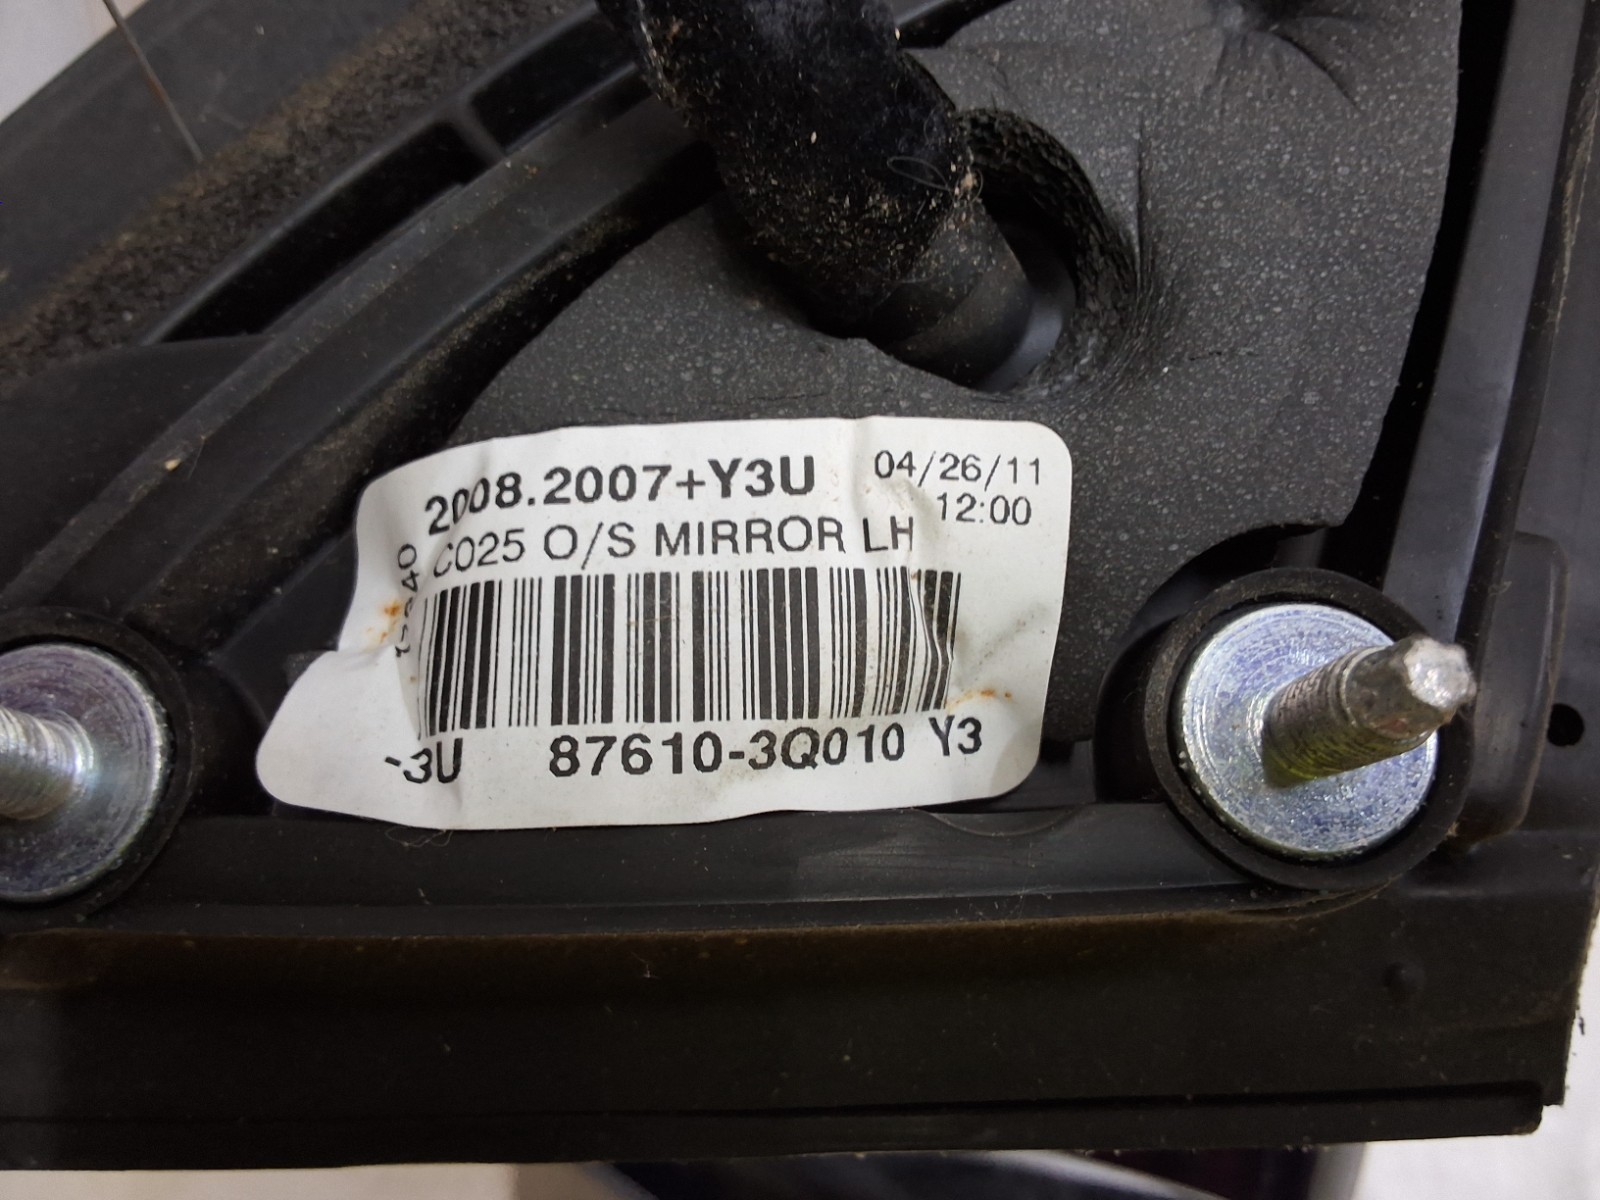 2008.2007+Y3U 04/26/11
12:00
C025 O/S MIRROR LH
-3U 87610-3Q010 Y3